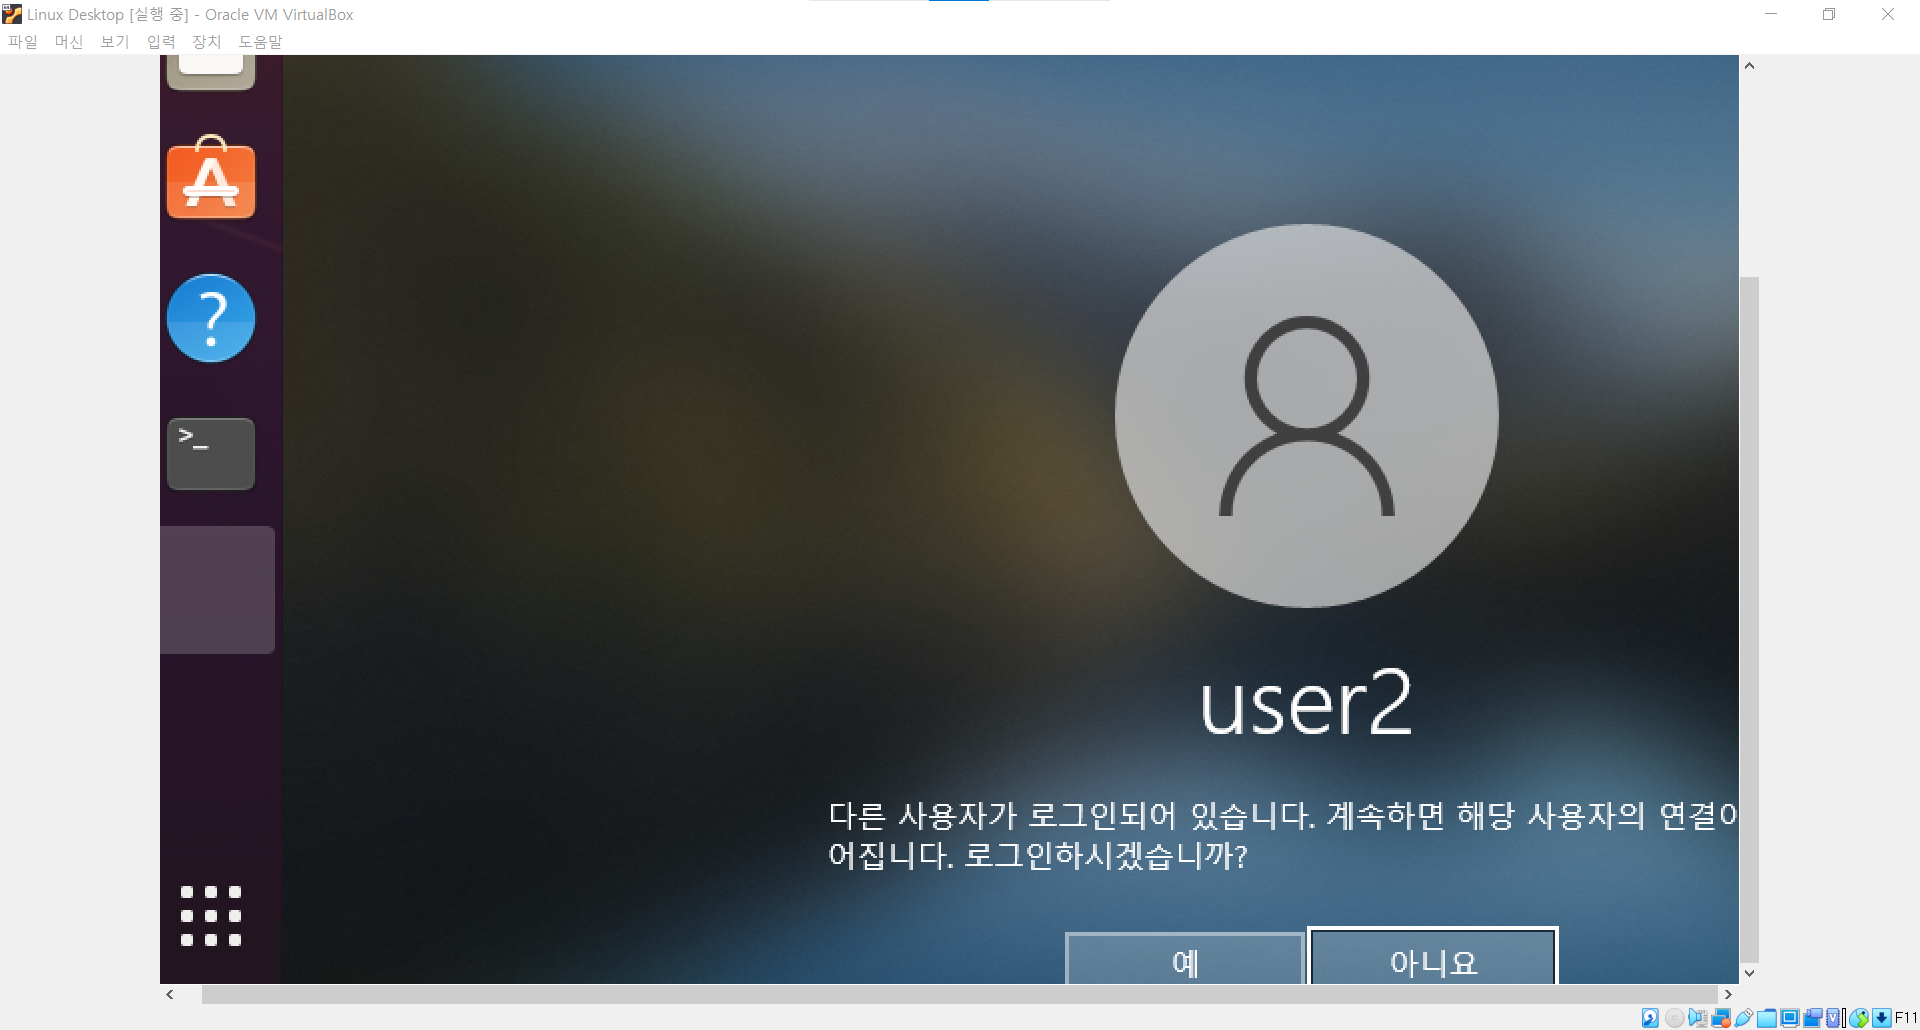 Linux Desktop [실행 중] - Oracle VM VirtualBox
파일 머신 보기 입력 장치 도움말
>_
user2
다른 사용자가 로그인되어 있습니다. 계속하면 해당 사용자의 연결이
어집니다. 로그인하시겠습니까?
예 아니요
F11